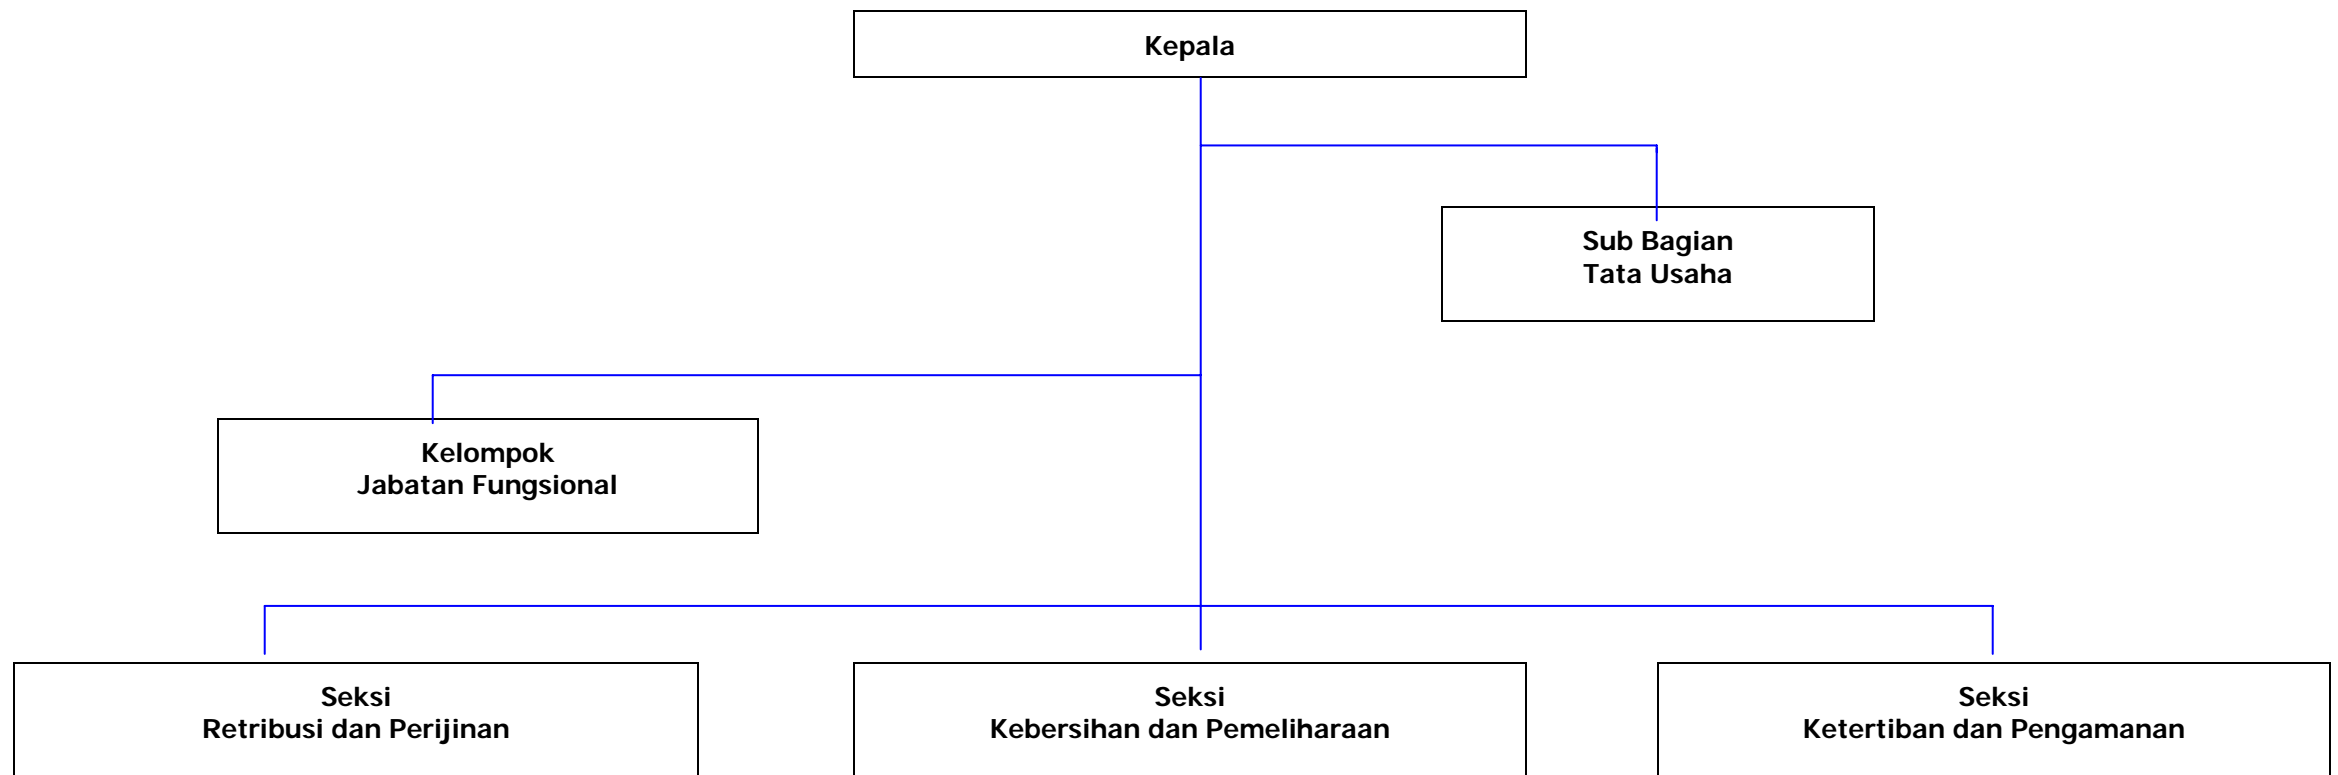 Kepala
Sub Bagian
Tata Usaha
Kelompok
Jabatan Fungsional
Seksi
Retribusi dan Perijinan
Seksi
Kebersihan dan Pemeliharaan
Seksi
Ketertiban dan Pengamanan